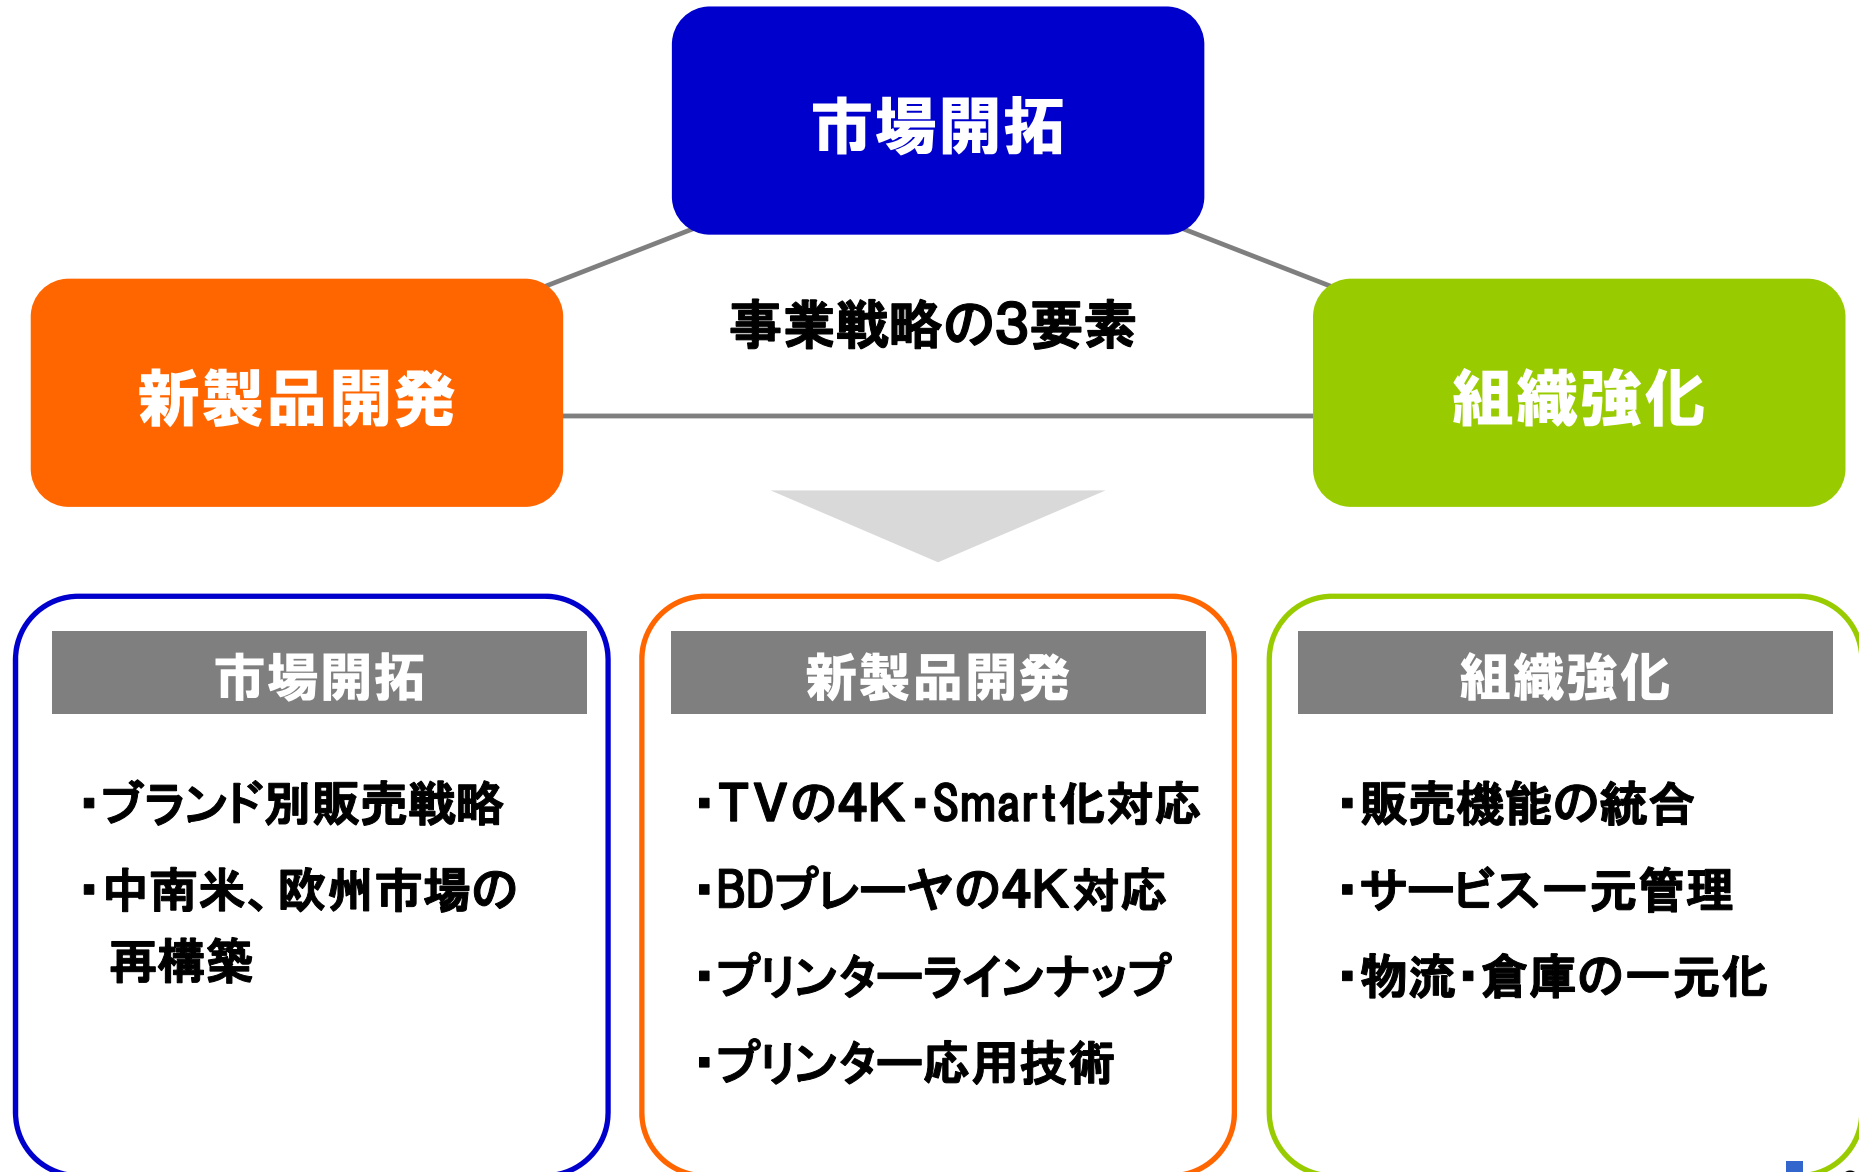 市場開拓
事業戦略の3要素
新製品開発
組織強化
市場開拓
・ブランド別販売戦略
・中南米、欧州市場の
再構築
新製品開発
・TVの4K・Smart化対応
・BDプレーヤの4K対応
・プリンターラインナップ
・プリンター応用技術
組織強化
・販売機能の統合
・サービス一元管理
・物流・倉庫の一元化